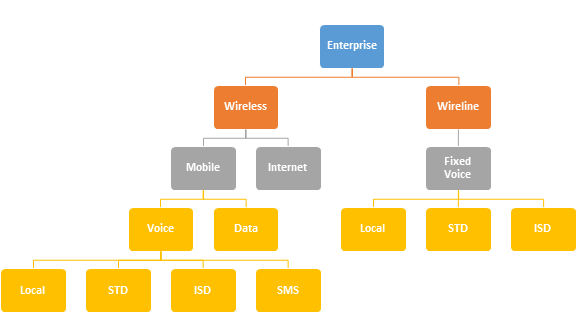 Enterprise
Wireless
Wireline
Mobile
Internet
Fixed
Voice
Voice
Data
Local
STD
ISD
Local
STD
ISD
SMS